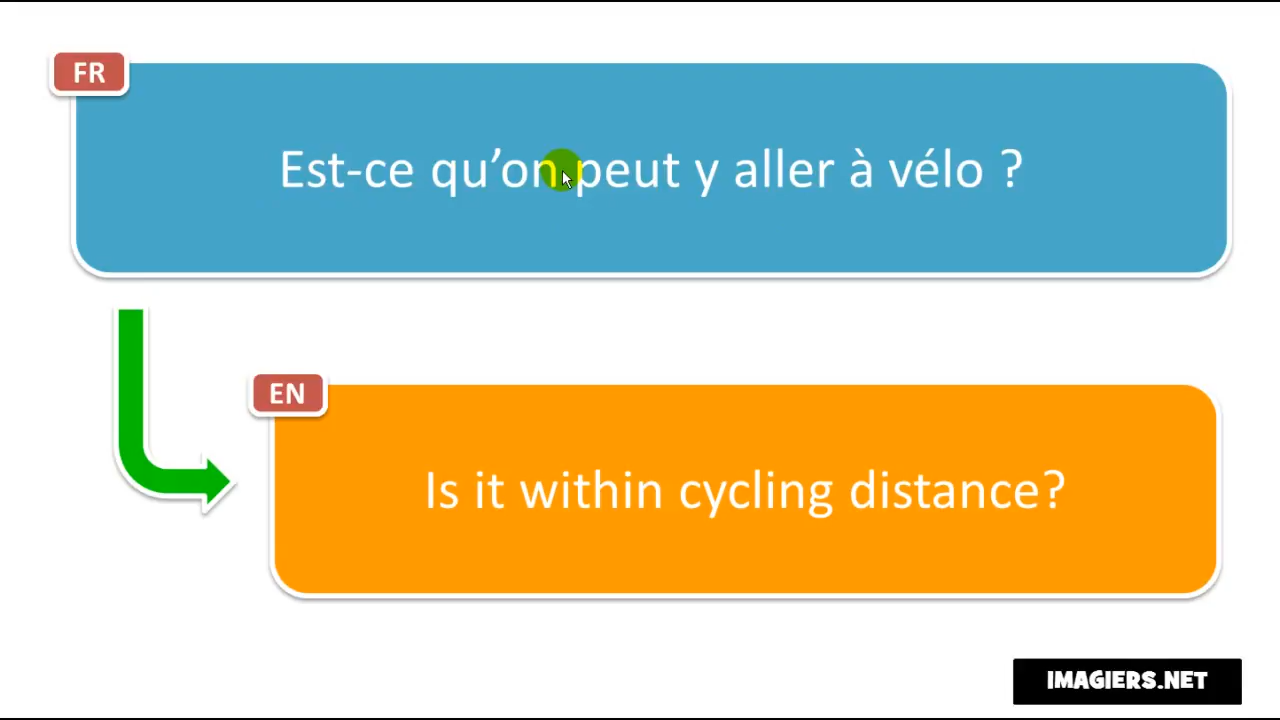 FR
Est-ce qu’on peut y aller à vélo ?
EN
Is it within cycling distance?
IMAGIERS.NET